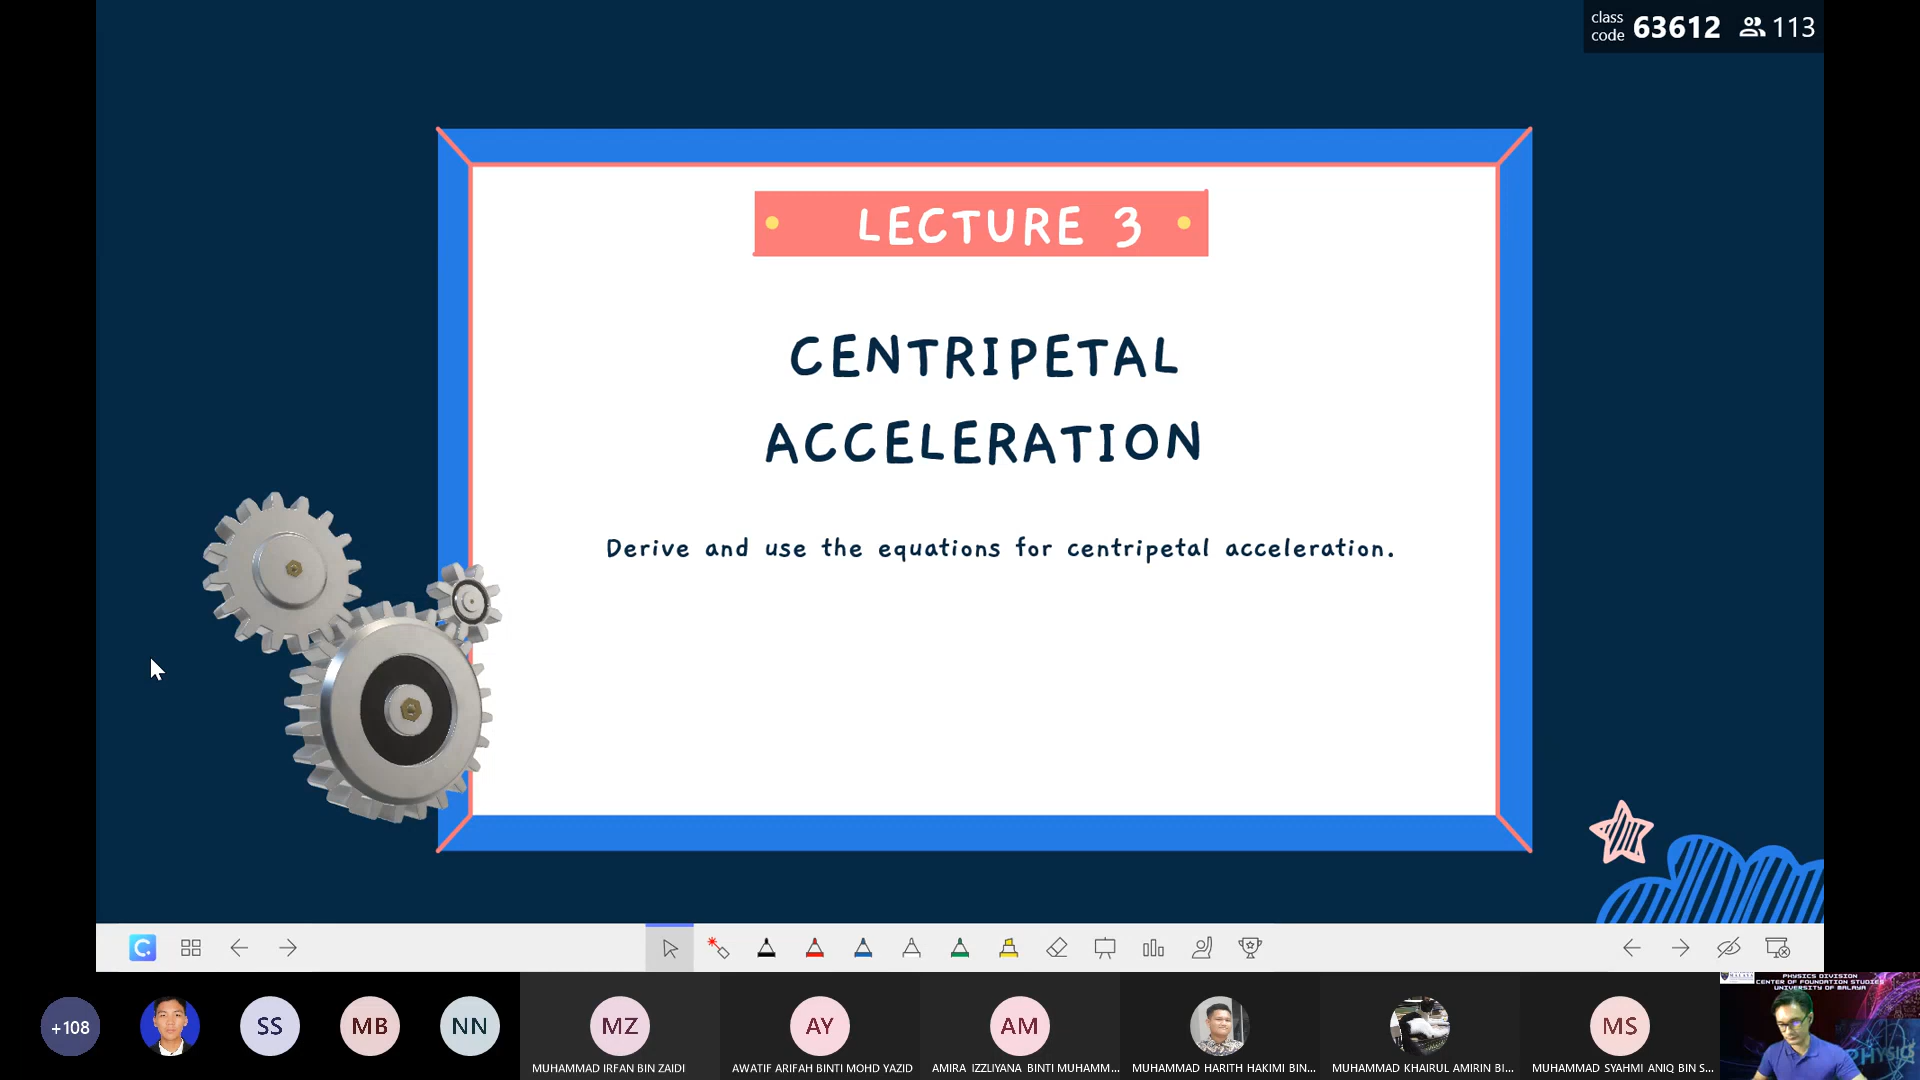 class
code 63612 113
LECTURE 3
CENTRIPETAL
ACCELERATION
Derive and use the equations for centripetal acceleration.
+108
SS
MB
NN
MZ
AY
AM
MS
MUHAMMAD IRFAN BIN ZAIDI
AWATIF ARIFAH BINTI MOHD YAZID
AMIRA IZZLIYANA BINTI MUHAMM...
MUHAMMAD HARITH HAKIMI BIN...
MUHAMMAD KHAIRUL AMIRIN BI...
MUHAMMAD SYAHMI ANIQ BIN S...
PHYSICS DIVISION
CENTER OF FOUNDATION STUDIES
UNIVERSITY OF MALAYA
PHYSICS